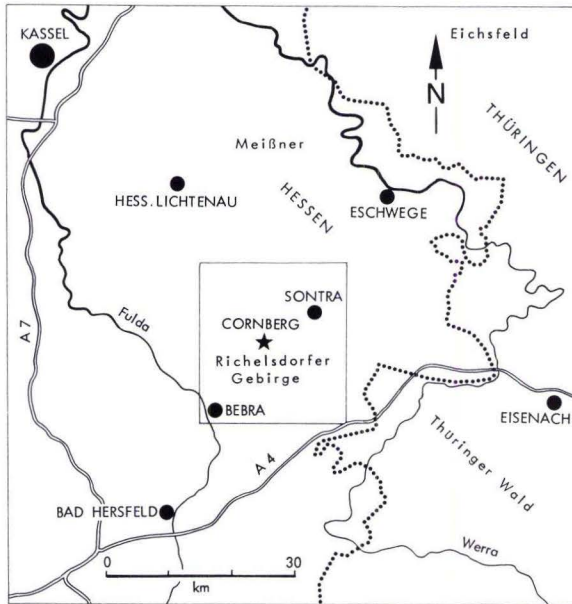 KASSEL
Eichsfeld
N
THÜRINGEN
Meißner
HESS. LICHTENAU
HESSEN
ESCHWEGE
SONTRA
CORNBERG
Fulda
A 7
Richelsdorfer
Gebirge
BEBRA
EISENACH
A 4
Thüringer Wald
BAD HERSFELD
Werra
0
30
km